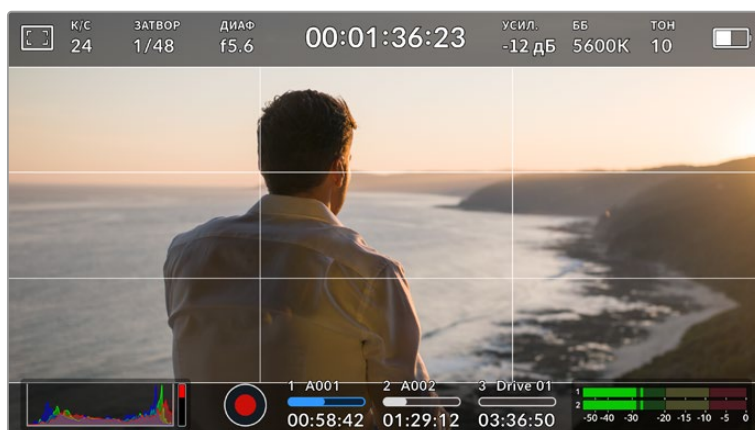 К/С ЗАТВОР ДИАФ 00:01:36:23 УСИЛ. ББ ТОН
24 1/48 f5.6 -12 дБ 5600K 10
1 A001 2 A002 3 Drive 01
00:58:42 01:29:12 03:36:50
1
2
-50 -40 -30 -20 -15 -10 -5 0